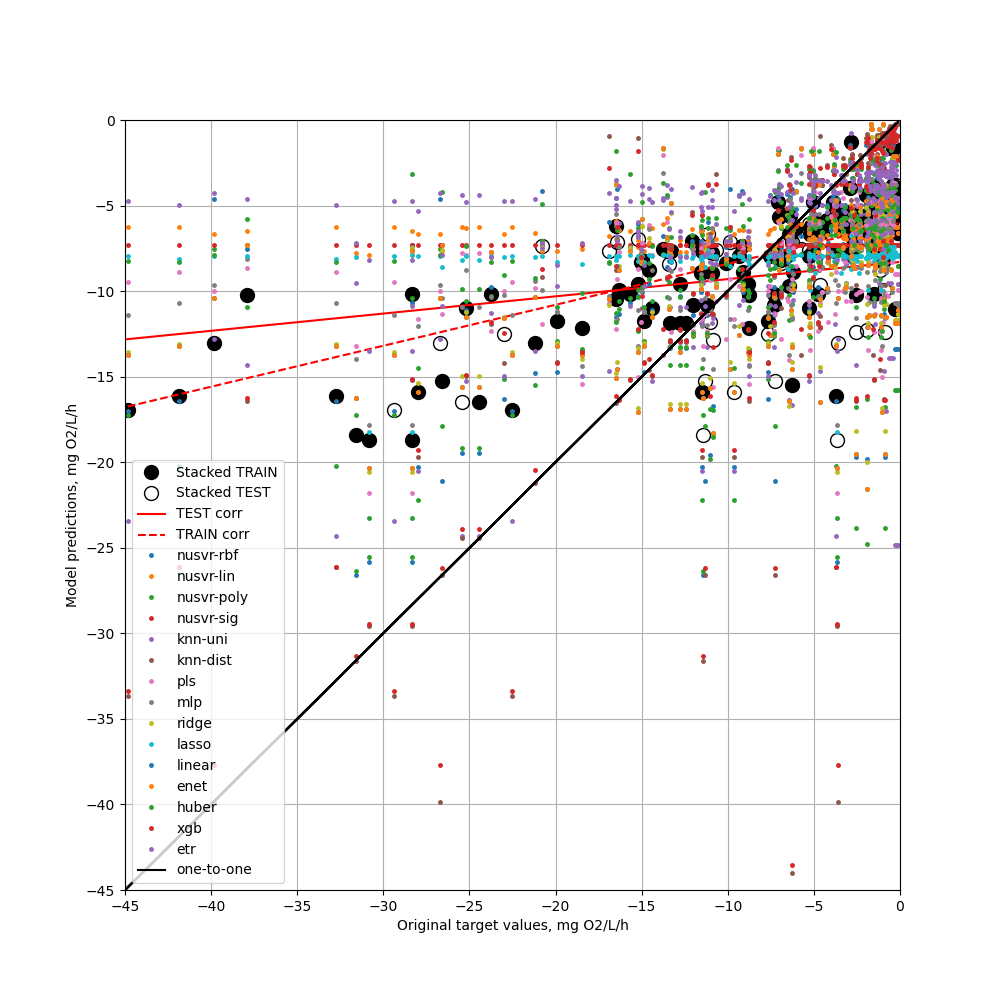 0
−5
−10
−15
−20
−25
−30
−35
−40
−45
Model predictions, mg O2/L/h
Stacked TRAIN
Stacked TEST
TEST corr
TRAIN corr
nusvr-rbf
nusvr-lin
nusvr-poly
nusvr-sig
knn-uni
knn-dist
pls
mlp
ridge
lasso
linear
enet
huber
xgb
etr
one-to-one
−45 −40 −35 −30 −25 −20 −15 −10 −5 0
Original target values, mg O2/L/h